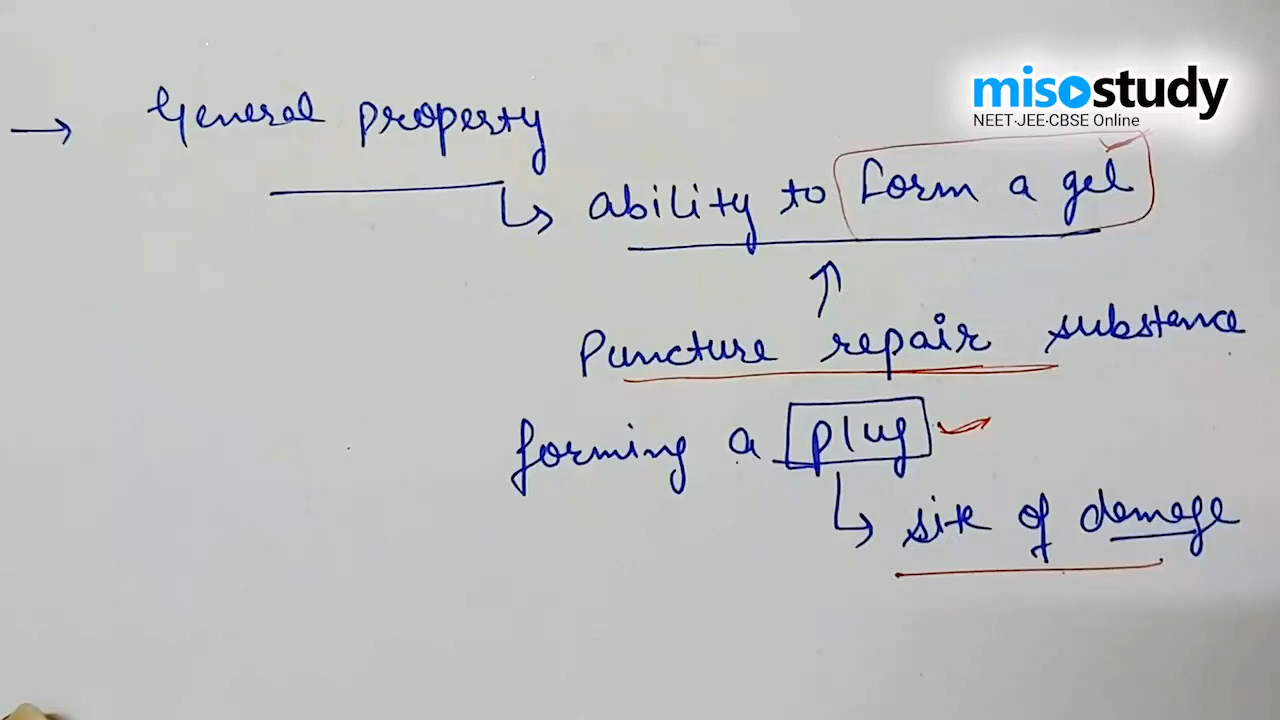 misostudy
NEET·JEE·CBSE Online
→ General property
↳ ability to form a gel
↑
Puncture repair substance
forming a plug
↳ site of damage